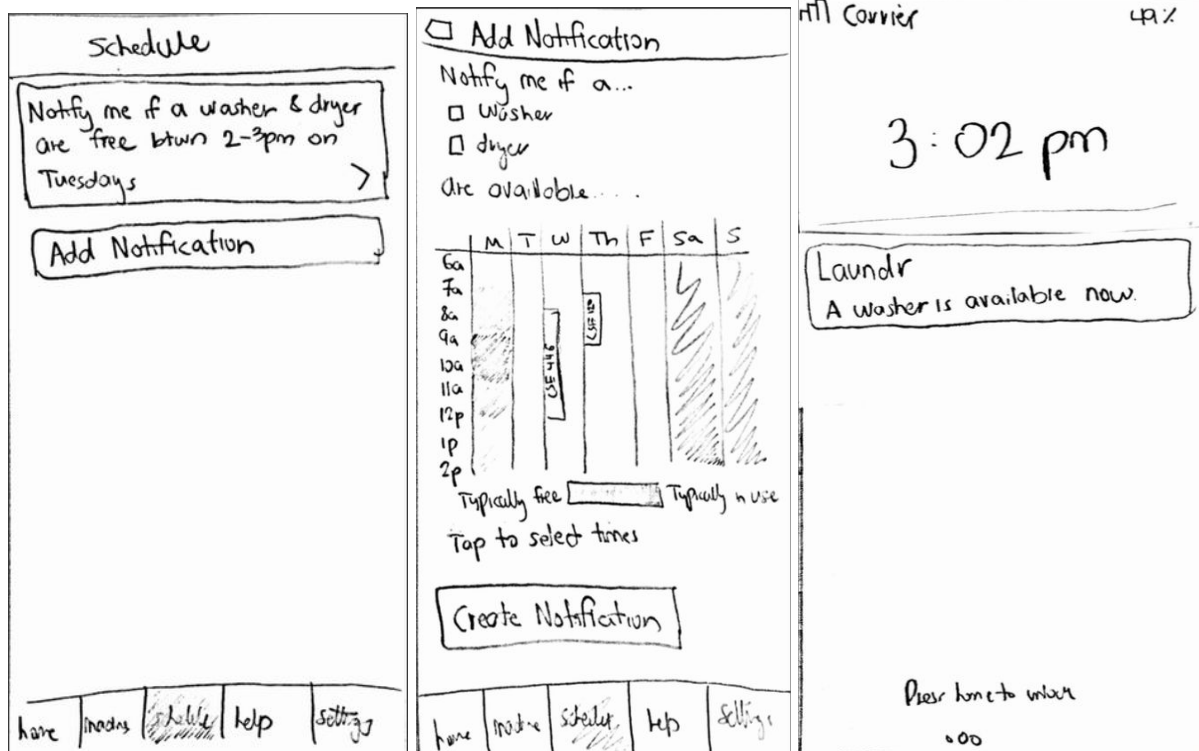 Schedule
Notify me if a washer & dryer
are free btwn 2-3pm on
Tuesdays >
Add Notification
home
schedule
help
settings
Add Notification
Notify me if a...
washer
dryer
are available....
M T W Th F Sa S
6a
7a
8a
9a
10a
11a
12p
1p
2p
CSE 446
CSE
Typically free
Typically in use
Tap to select times
Create Notification
home
help
settings
Carrier
49%
3:02 pm
Laundr
A washer is available now.
Press home to unlock